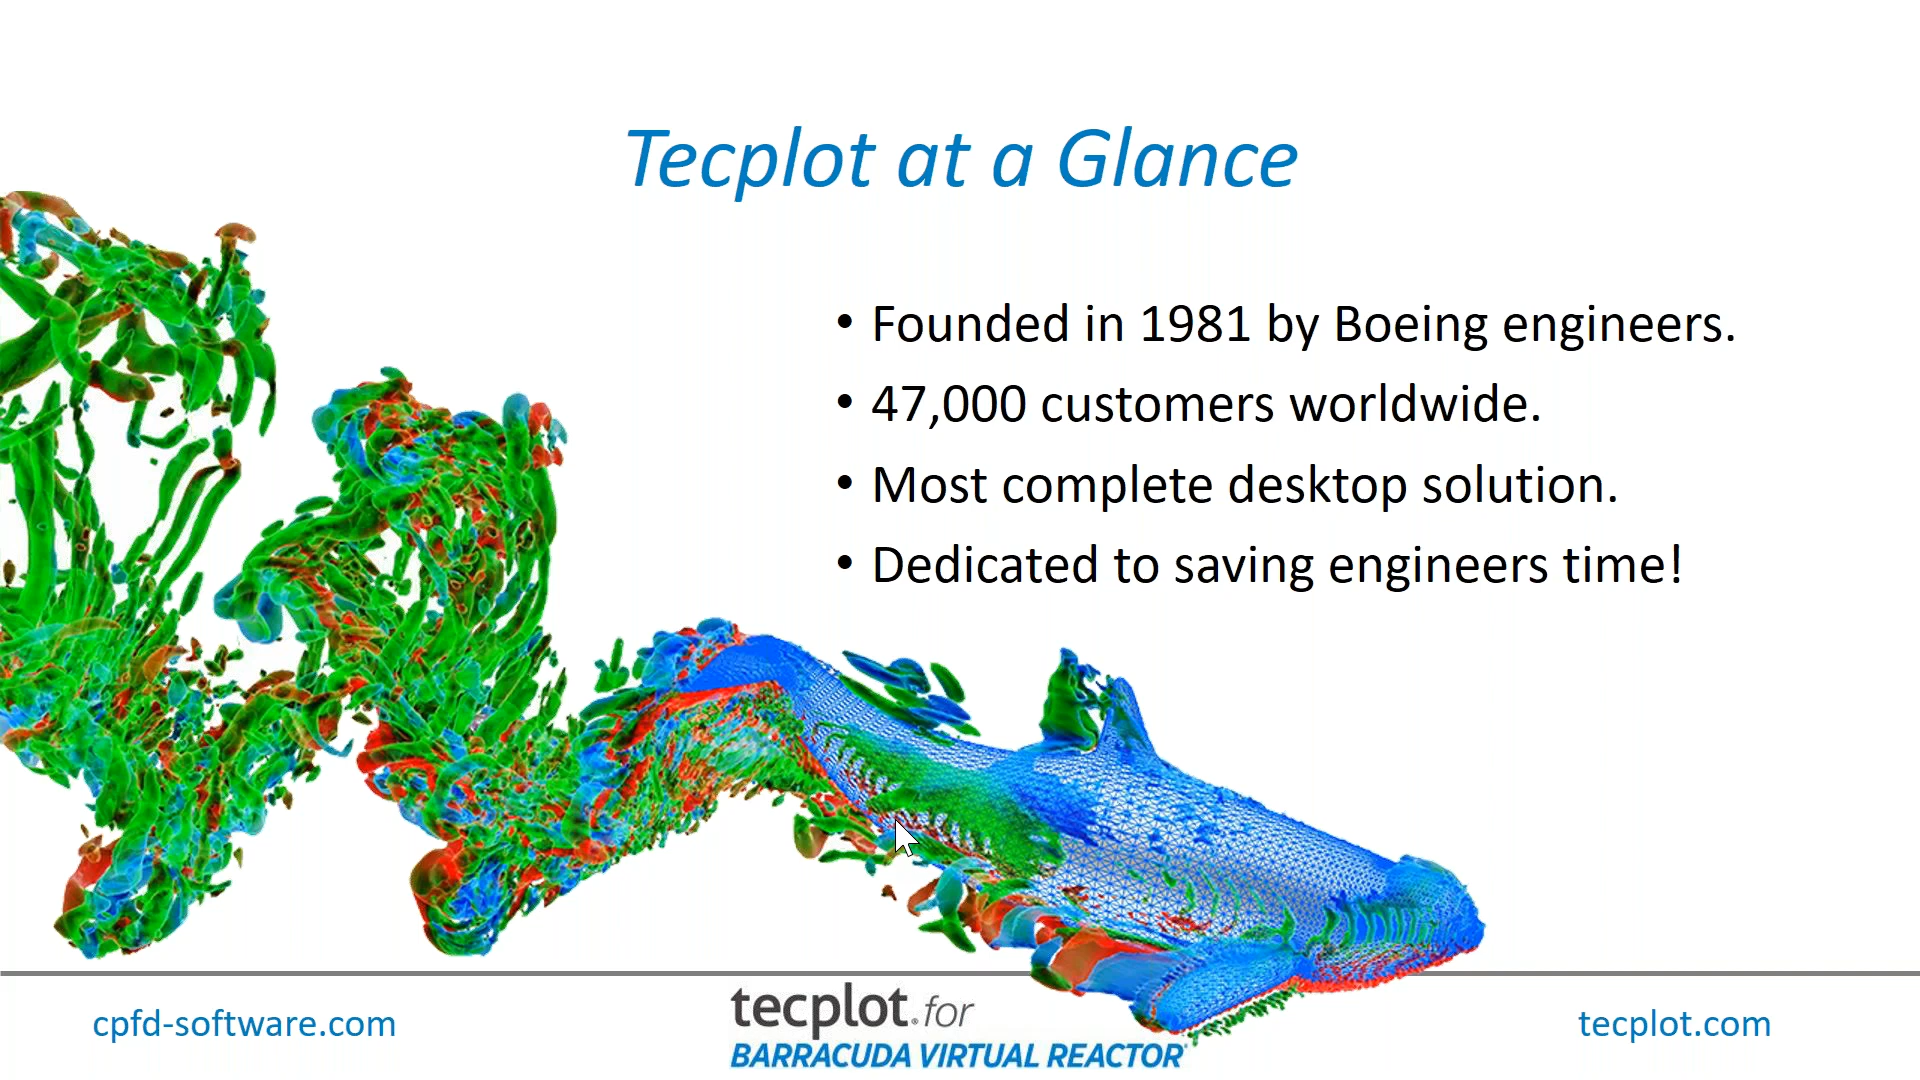 Tecplot at a Glance
• Founded in 1981 by Boeing engineers.
• 47,000 customers worldwide.
• Most complete desktop solution.
• Dedicated to saving engineers time!
cpfd-software.com
tecplot® for
BARRACUDA VIRTUAL REACTOR®
tecplot.com